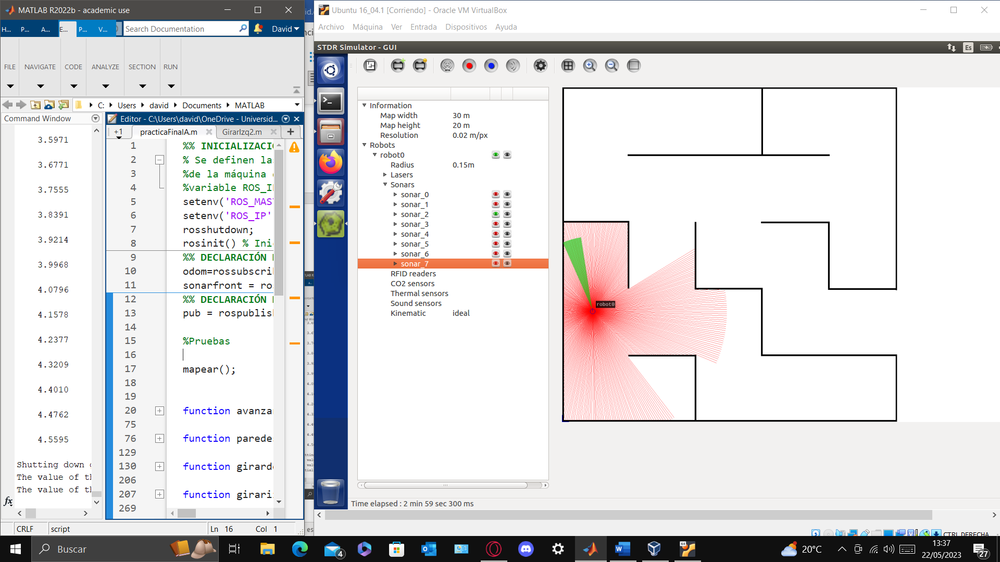 MATLAB R2022b - academic use
H...
P...
A...
E...
P...
V...
Search Documentation
David
FILE
NAVIGATE
CODE
ANALYZE
SECTION
RUN
C:
Users
david
Documents
MATLAB
Command Window
3.5971
3.6771
3.7555
3.8391
3.9214
3.9968
4.0796
4.1578
4.2377
4.3209
4.4010
4.4762
4.5595
Shutting down
The value of
The value of
fx
Editor - C:\Users\david\OneDrive - Universid...
+1
practicaFinalA.m
GirarIzq2.m
1 %% INICIALIZACI
2 % Se definen la
3 %de la máquina
4 %variable ROS_I
5 setenv('ROS_MAS
6 setenv('ROS_IP'
7 rosshutdown;
8 rosinit() % Ini
9 %% DECLARACIÓN
10 odom=rossubscri
11 sonarfront = ro
12 %% DECLARACIÓN
13 pub = rospublis
14
15 %Pruebas
16
17 mapear();
18
19
20 function avanza
75
76 function parede
129
130 function girard
206
207 function girari
269
CRLF
script
Ln 16
Col 1
Ubuntu 16_04.1 [Corriendo] - Oracle VM VirtualBox
Archivo
Máquina
Ver
Entrada
Dispositivos
Ayuda
STDR Simulator - GUI
Es
Information
Map width 30 m
Map height 20 m
Resolution 0.02 m/px
Robots
robot0
Radius 0.15m
Lasers
Sonars
sonar_0
sonar_1
sonar_2
sonar_3
sonar_4
sonar_5
sonar_6
sonar_7
RFID readers
CO2 sensors
Thermal sensors
Sound sensors
Kinematic ideal
robot0
Time elapsed : 2 min 59 sec 300 ms
CTRL DERECHA
Buscar
4
20°C
13:37
22/05/2023
27